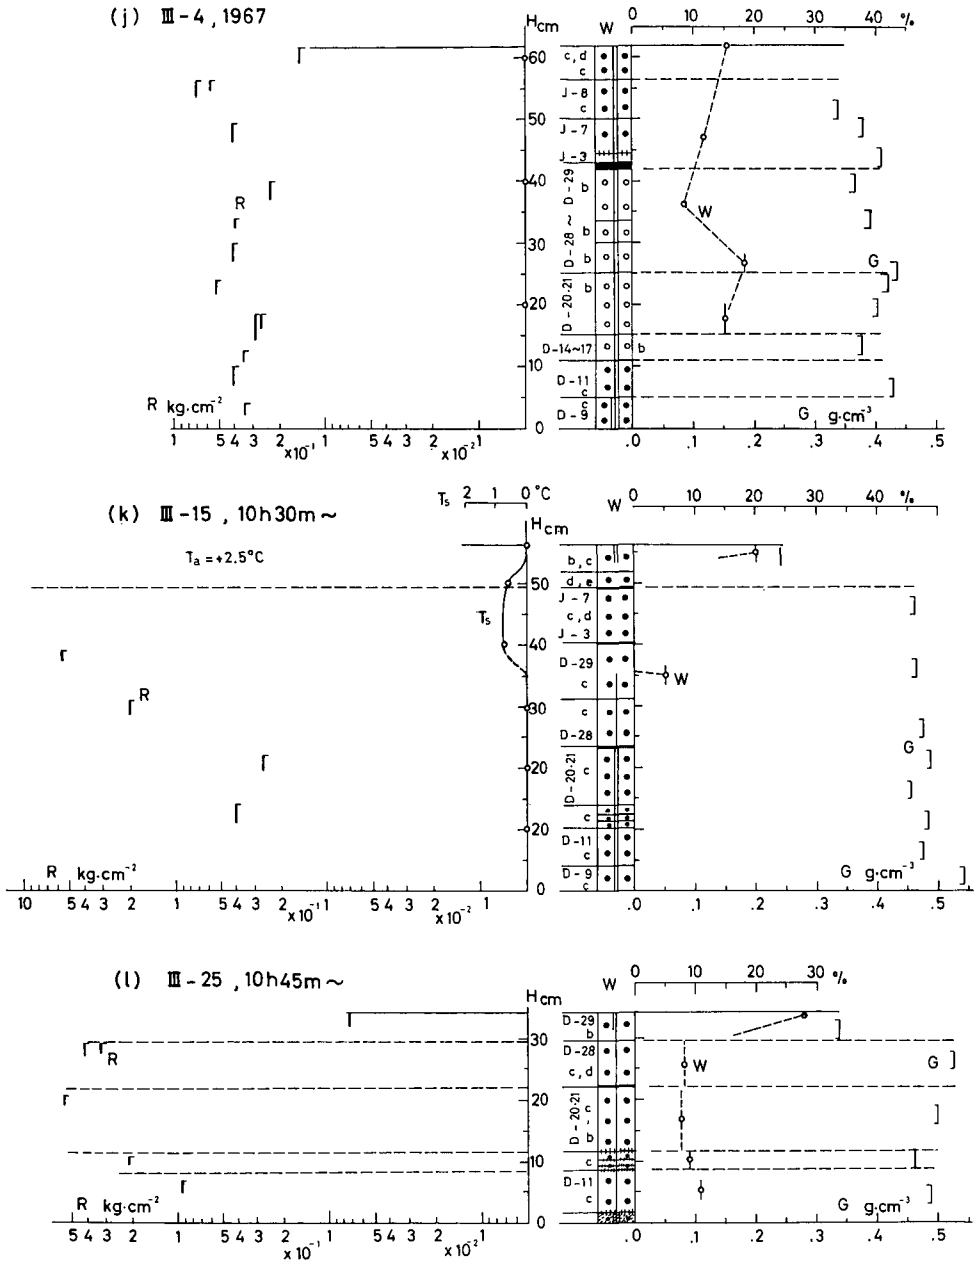 (j) Ⅲ-4, 1967
Hcm
W
0 10 20 30 40 %
60
50
40
30
20
10
0
c, d
c
J-8
c
J-7
J-3
D-28~D-29
b
b
b
D-20·21
b
D-14~17
b
D-11
c
c
D-9
R
W
G
R kg·cm⁻²
G g·cm⁻³
1 5 4 3 2 ×10⁻¹ 1 5 4 3 2 ×10⁻² 1
.0 .1 .2 .3 .4 .5
(k) Ⅲ-15, 10h30m~
Ts 2 1 0 °C
Hcm
W
0 10 20 30 40 %
Ta=+2.5°C
50
40
30
20
20
0
Ts
b, c
d, e
J-7
c, d
J-3
D-29
c
c
D-28
D-20·21
c
c
D-11
c
D-9
c
R
W
G
R kg·cm⁻²
G g·cm⁻³
10 5 4 3 2 1 5 4 3 2 ×10⁻¹ 1 5 4 3 2 ×10⁻² 1
.0 .1 .2 .3 .4 .5
(l) Ⅲ-25, 10h45m~
Hcm
W
0 10 20 30 %
30
20
10
0
D-29
b
D-28
c, d
D-20·21
c
b
c
D-11
c
R
W
G
R kg·cm⁻²
G g·cm⁻³
5 4 3 2 1 5 4 3 2 ×10⁻¹ 1 5 4 3 2 ×10⁻² 1
.0 .1 .2 .3 .4 .5